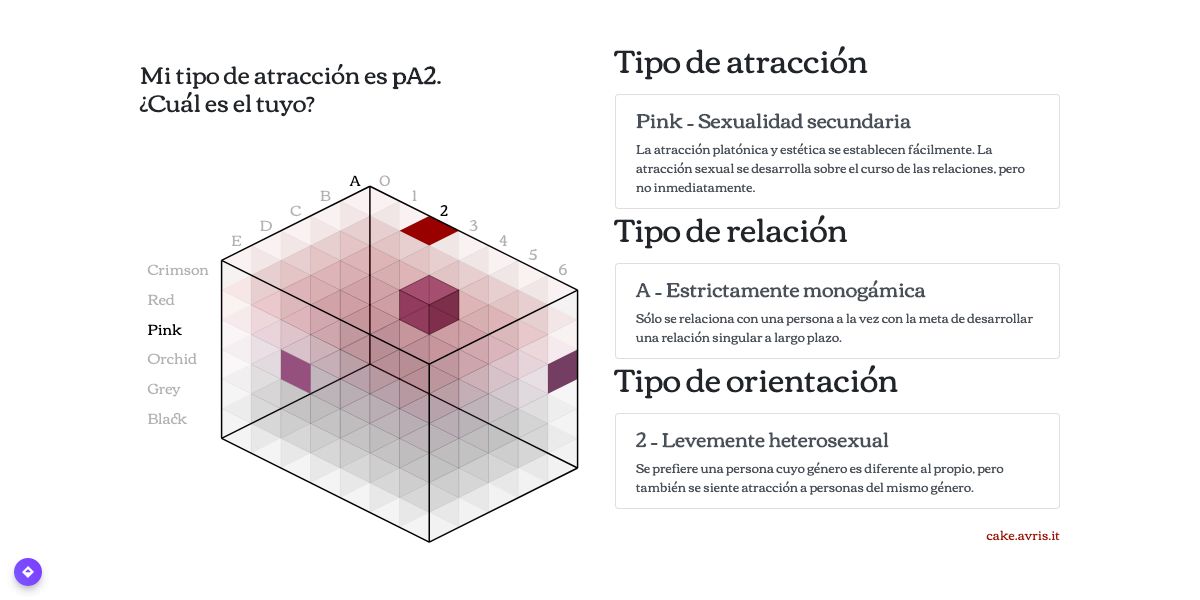 Mi tipo de atracción es pA2.
¿Cuál es el tuyo?
A
O
B
1
C
2
D
3
E
4
5
6
Crimson
Red
Pink
Orchid
Grey
Black
Tipo de atracción
Pink - Sexualidad secundaria
La atracción platónica y estética se establecen fácilmente. La
atracción sexual se desarrolla sobre el curso de las relaciones, pero
no inmediatamente.
Tipo de relación
A - Estrictamente monogámica
Sólo se relaciona con una persona a la vez con la meta de desarrollar
una relación singular a largo plazo.
Tipo de orientación
2 - Levemente heterosexual
Se prefiere una persona cuyo género es diferente al propio, pero
también se siente atracción a personas del mismo género.
cake.avris.it